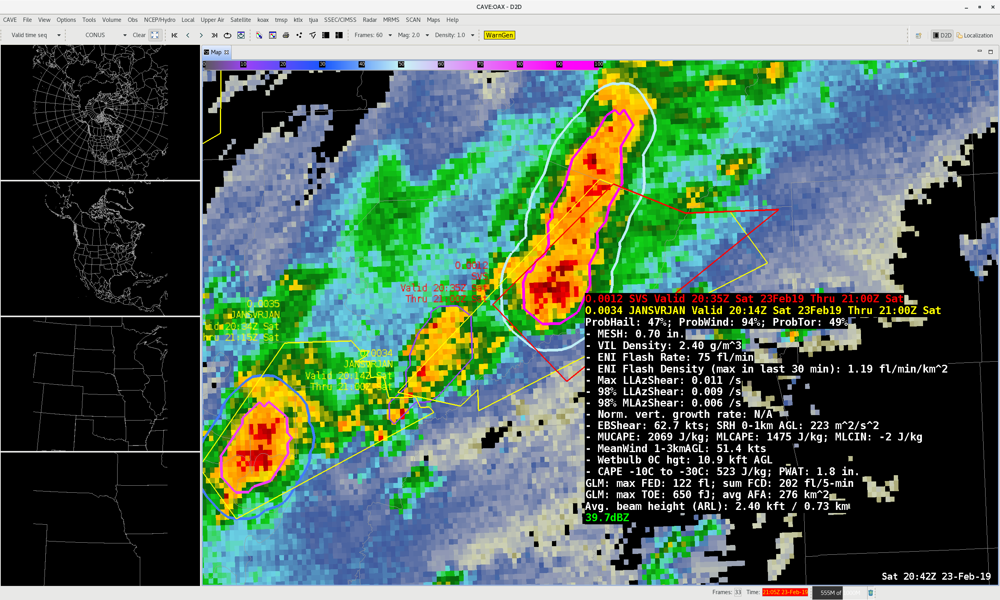 CAVE:OAX - D2D
CAVE File View Options Tools Volume Obs NCEP/Hydro Local Upper Air Satellite koax tmsp ktlx tjua SSEC/CIMSS Radar MRMS SCAN Maps Help
Valid time seq CONUS Clear Frames: 60 Mag: 2.0 Density: 1.0 WarnGen D2D Localization
Map
0 10 20 30 40 50 60 70 80 90 100
O.0012
SVS
Valid 20:35Z Sat
Thru 21:00Z Sat
O.0035
JANSVRJAN
lid 20:34Z Sat
hru 21:15Z Sat
O.0034
JANSVRJAN
Valid 20:14Z Sat
Thru 21:00Z Sat
O.0012 SVS Valid 20:35Z Sat 23Feb19 Thru 21:00Z Sat
O.0034 JANSVRJAN Valid 20:14Z Sat 23Feb19 Thru 21:00Z Sat
ProbHail: 47%; ProbWind: 94%; ProbTor: 49%
- MESH: 0.70 in.
- VIL Density: 2.40 g/m^3
- ENI Flash Rate: 75 fl/min
- ENI Flash Density (max in last 30 min): 1.19 fl/min/km^2
- Max LLAzShear: 0.011 /s
- 98% LLAzShear: 0.009 /s
- 98% MLAzShear: 0.006 /s
- Norm. vert. growth rate: N/A
- EBShear: 62.7 kts; SRH 0-1km AGL: 223 m^2/s^2
- MUCAPE: 2069 J/kg; MLCAPE: 1475 J/kg; MLCIN: -2 J/kg
- MeanWind 1-3kmAGL: 51.4 kts
- Wetbulb 0C hgt: 10.9 kft AGL
- CAPE -10C to -30C: 523 J/kg; PWAT: 1.8 in.
GLM: max FED: 122 fl; sum FCD: 202 fl/5-min
GLM: max TOE: 650 fJ; avg AFA: 276 km^2
Avg. beam height (ARL): 2.40 kft / 0.73 km
39.7dBZ
Sat 20:42Z 23-Feb-19
Frames: 33 Time: 21:05Z 23-Feb-19 555M of 1000M